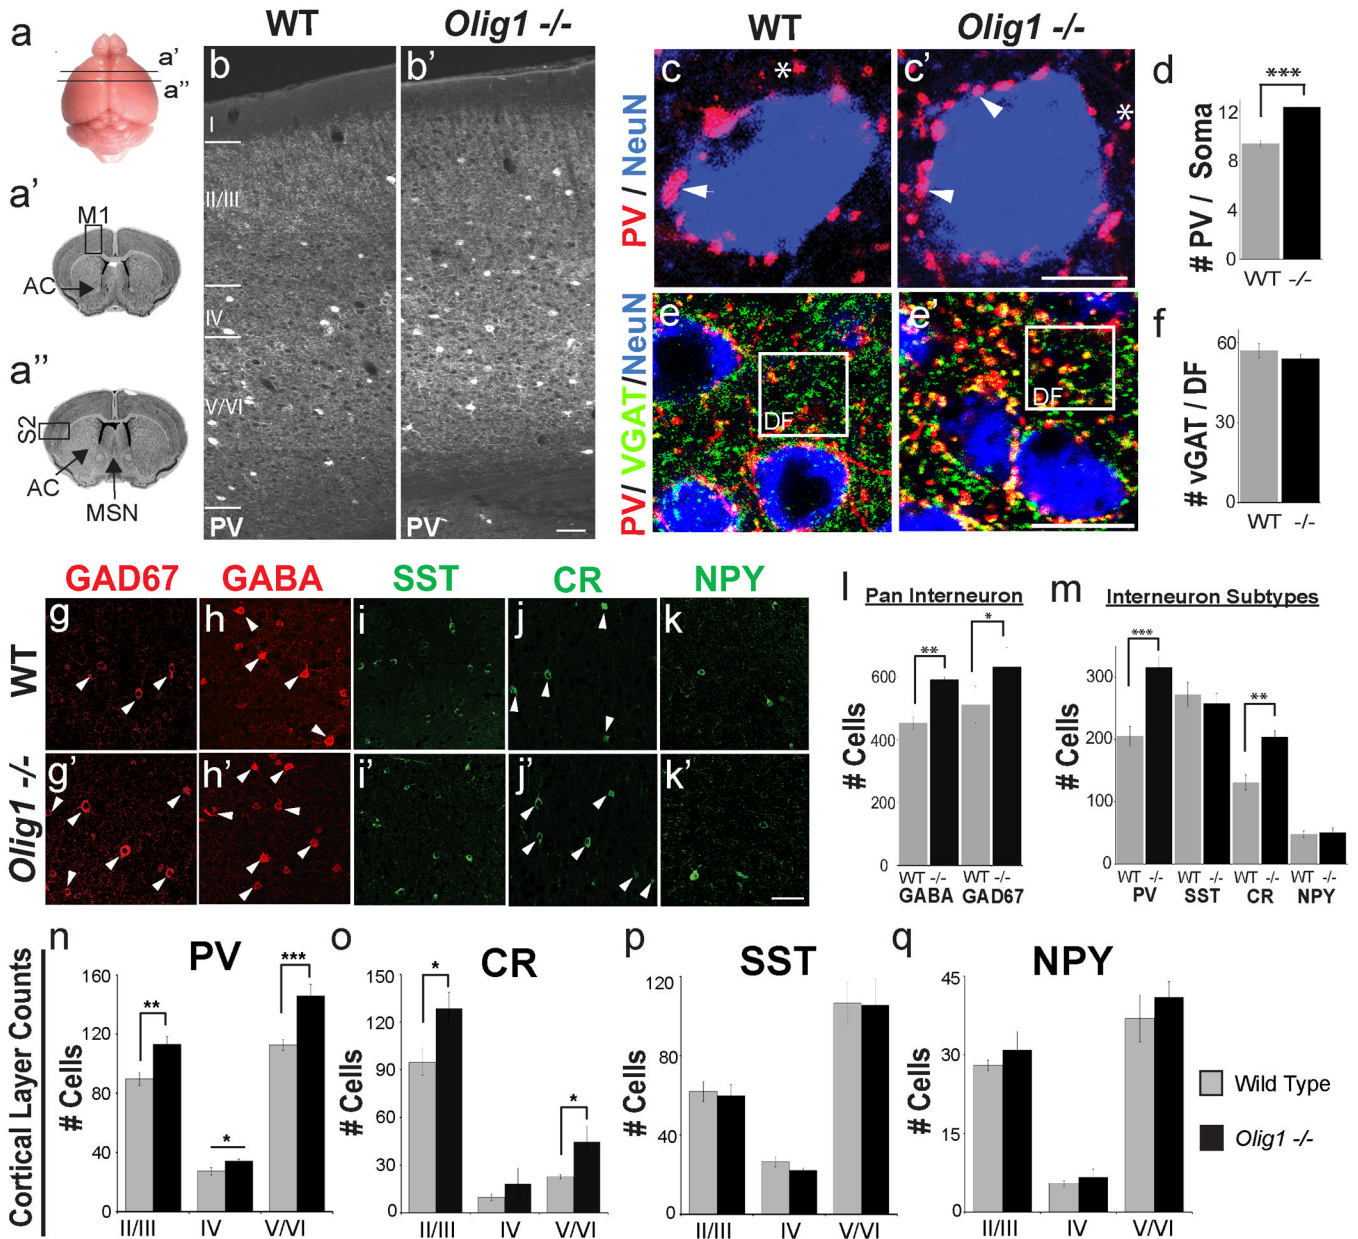 WT
Olig1 -/-
WT
Olig1 -/-
a
a'
a''
b
I
II/III
IV
V/VI
PV
b'
PV
PV / NeuN
c
*
c'
*
d
***
# PV / Soma
12
8
4
0
WT -/-
a'
M1
AC
a''
S2
AC
MSN
PV/ VGAT/NeuN
e
DF
e'
DF
f
# vGAT / DF
60
30
0
WT -/-
GAD67
GABA
SST
CR
NPY
WT
g
h
i
j
k
Olig1 -/-
g'
h'
i'
j'
k'
l
Pan Interneuron
# Cells
600
400
200
0
**
*
WT -/- WT -/-
GABA GAD67
m
Interneuron Subtypes
# Cells
300
200
100
0
***
**
WT -/- WT -/- WT -/- WT -/-
PV SST CR NPY
Cortical Layer Counts
n
PV
# Cells
160
120
80
40
0
**
*
***
II/III IV V/VI
o
CR
# Cells
150
120
90
60
30
0
*
*
II/III IV V/VI
p
SST
# Cells
120
80
40
0
II/III IV V/VI
q
NPY
# Cells
45
30
15
0
II/III IV V/VI
Wild Type
Olig1 -/-